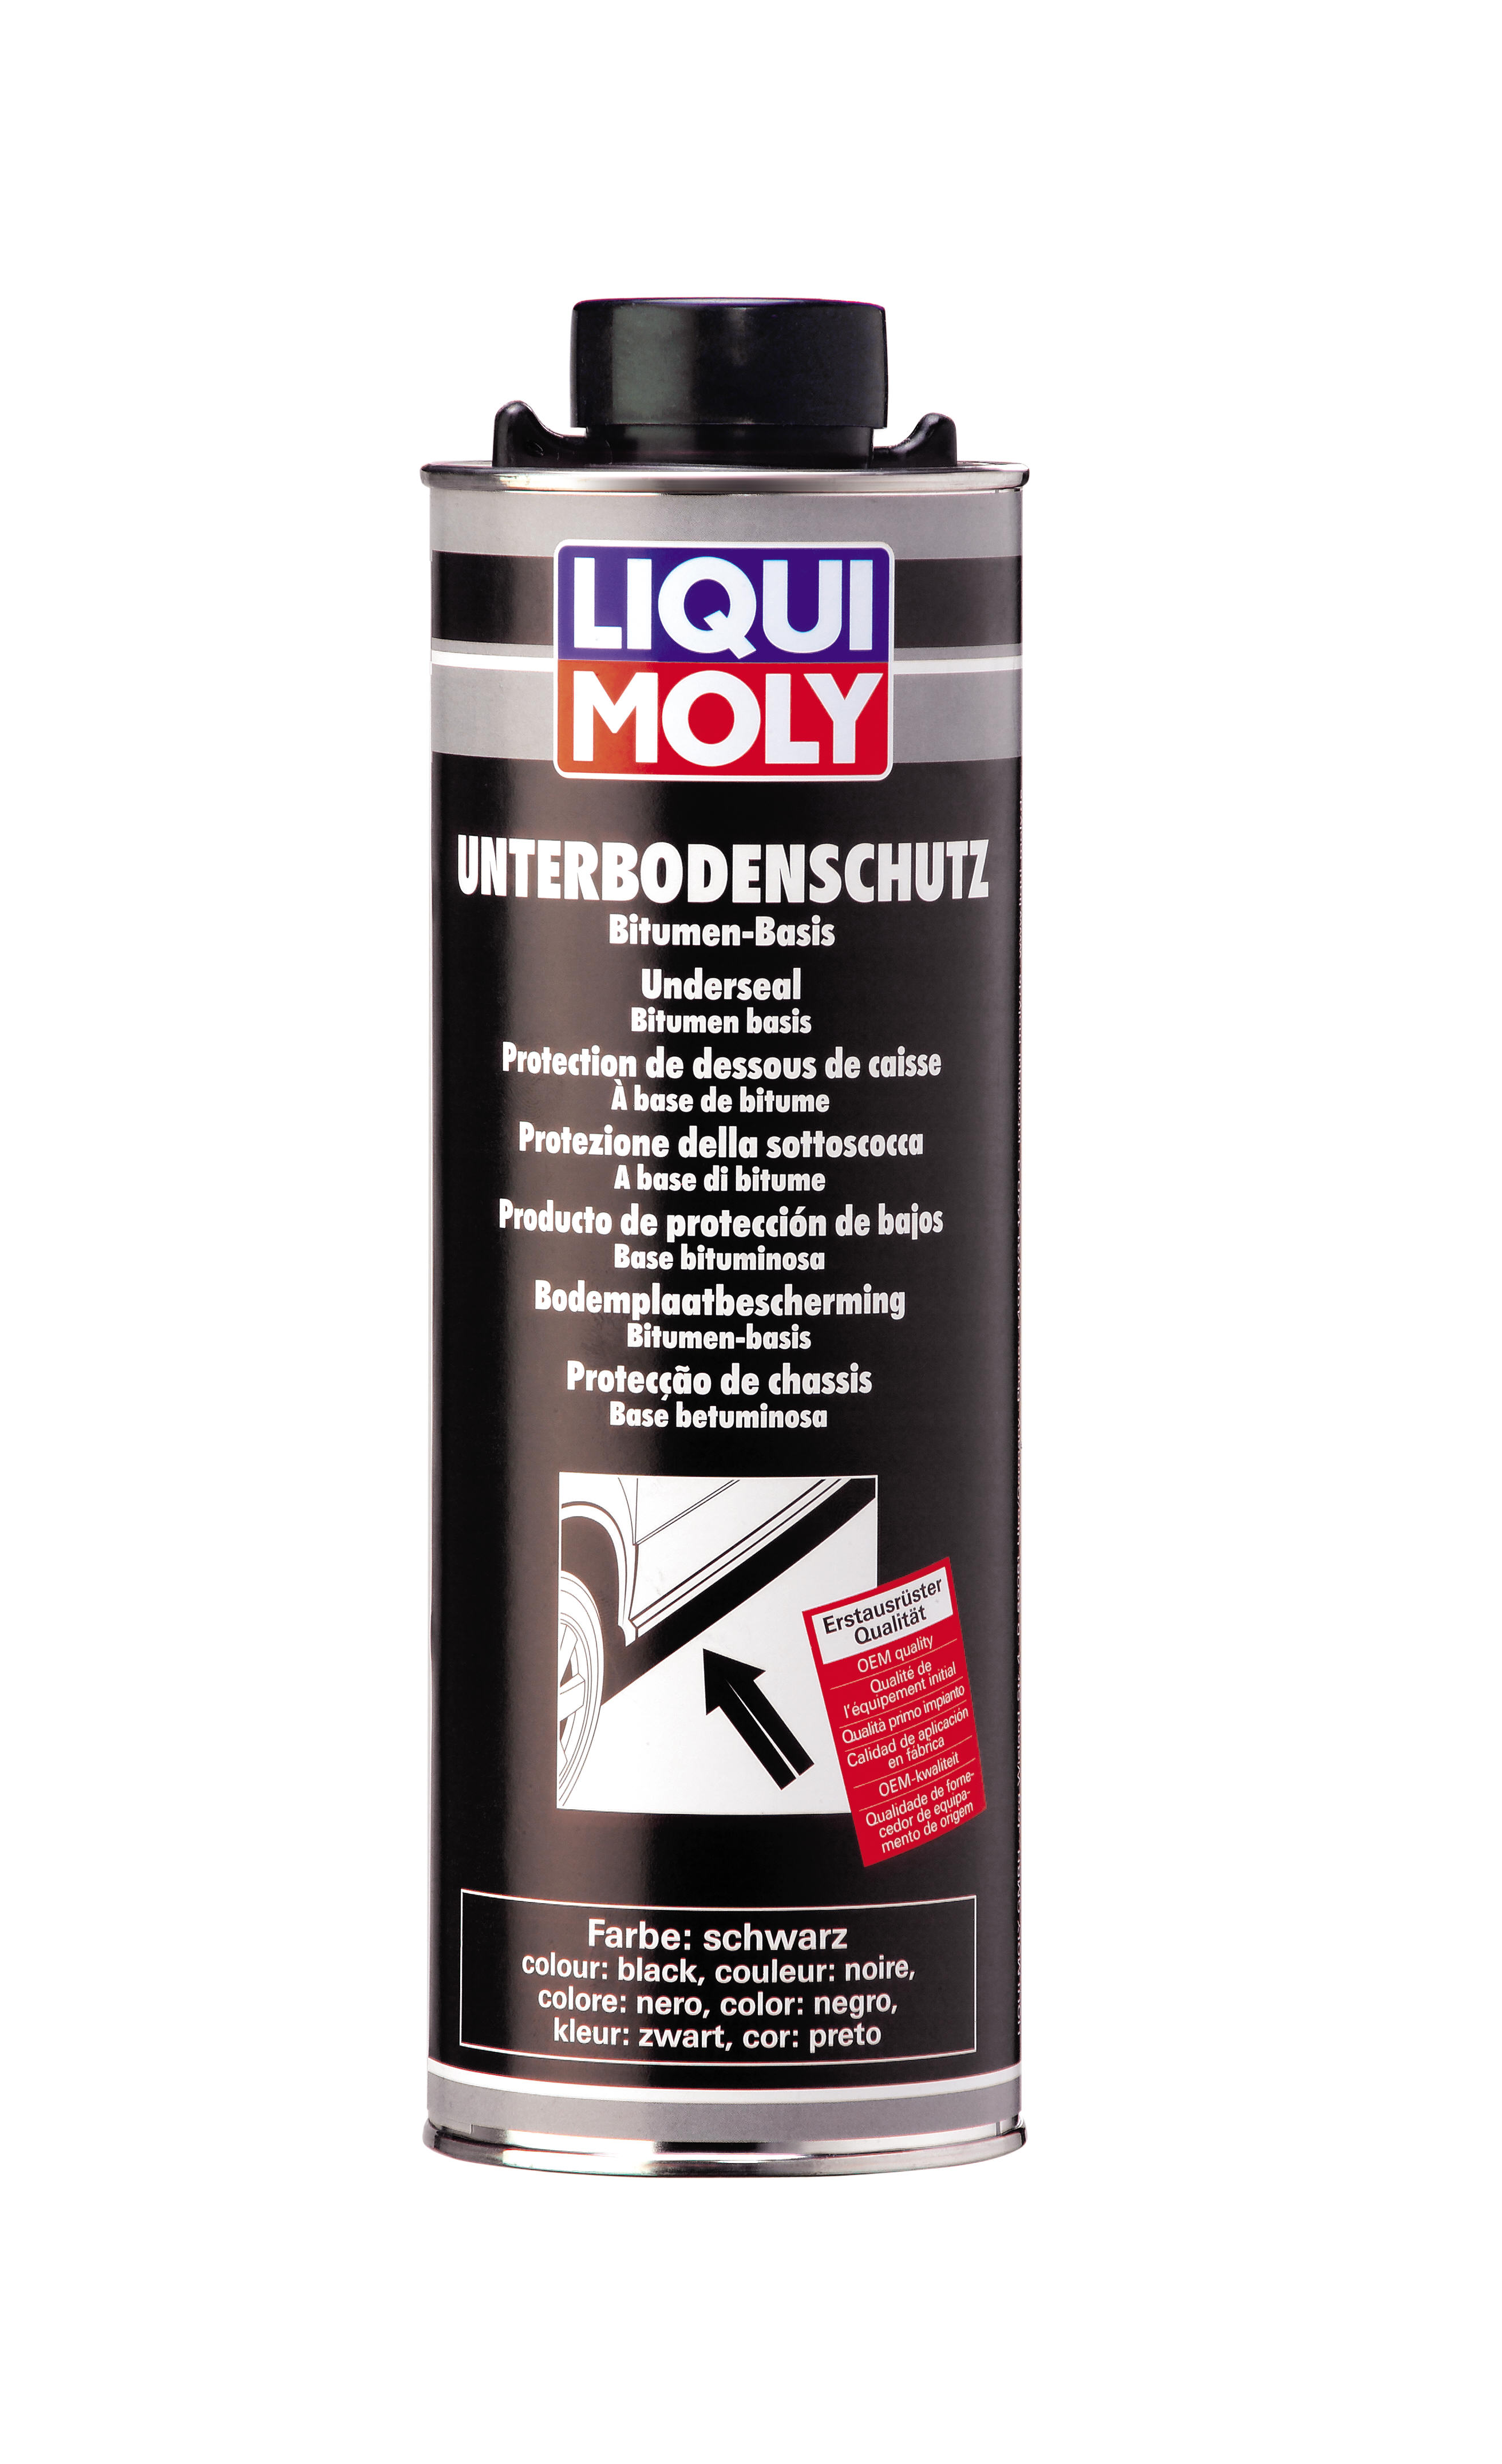 LIQUI
MOLY
UNTERBODENSCHUTZ
Bitumen-Basis
Underseal
Bitumen basis
Protection de dessous de caisse
À base de bitume
Protezione della sottoscocca
A base di bitume
Producto de protección de bajos
Base bituminosa
Bodemplaatbescherming
Bitumen-basis
Protecção de chassis
Base betuminosa
Erstausrüster
Qualität
OEM quality
Qualité de
l'équipement initial
Qualità primo impianto
Calidad de aplicación
en fábrica
OEM-kwaliteit
Qualidade de forne-
cedor de equipa-
mento de origem
Farbe: schwarz
colour: black, couleur: noire,
colore: nero, color: negro,
kleur: zwart, cor: preto